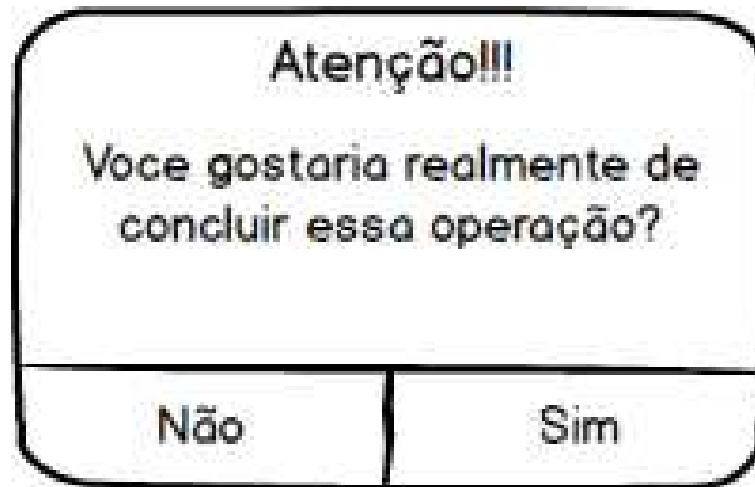 Atenção!!!
Voce gostaria realmente de
concluir essa operação?
Não
Sim